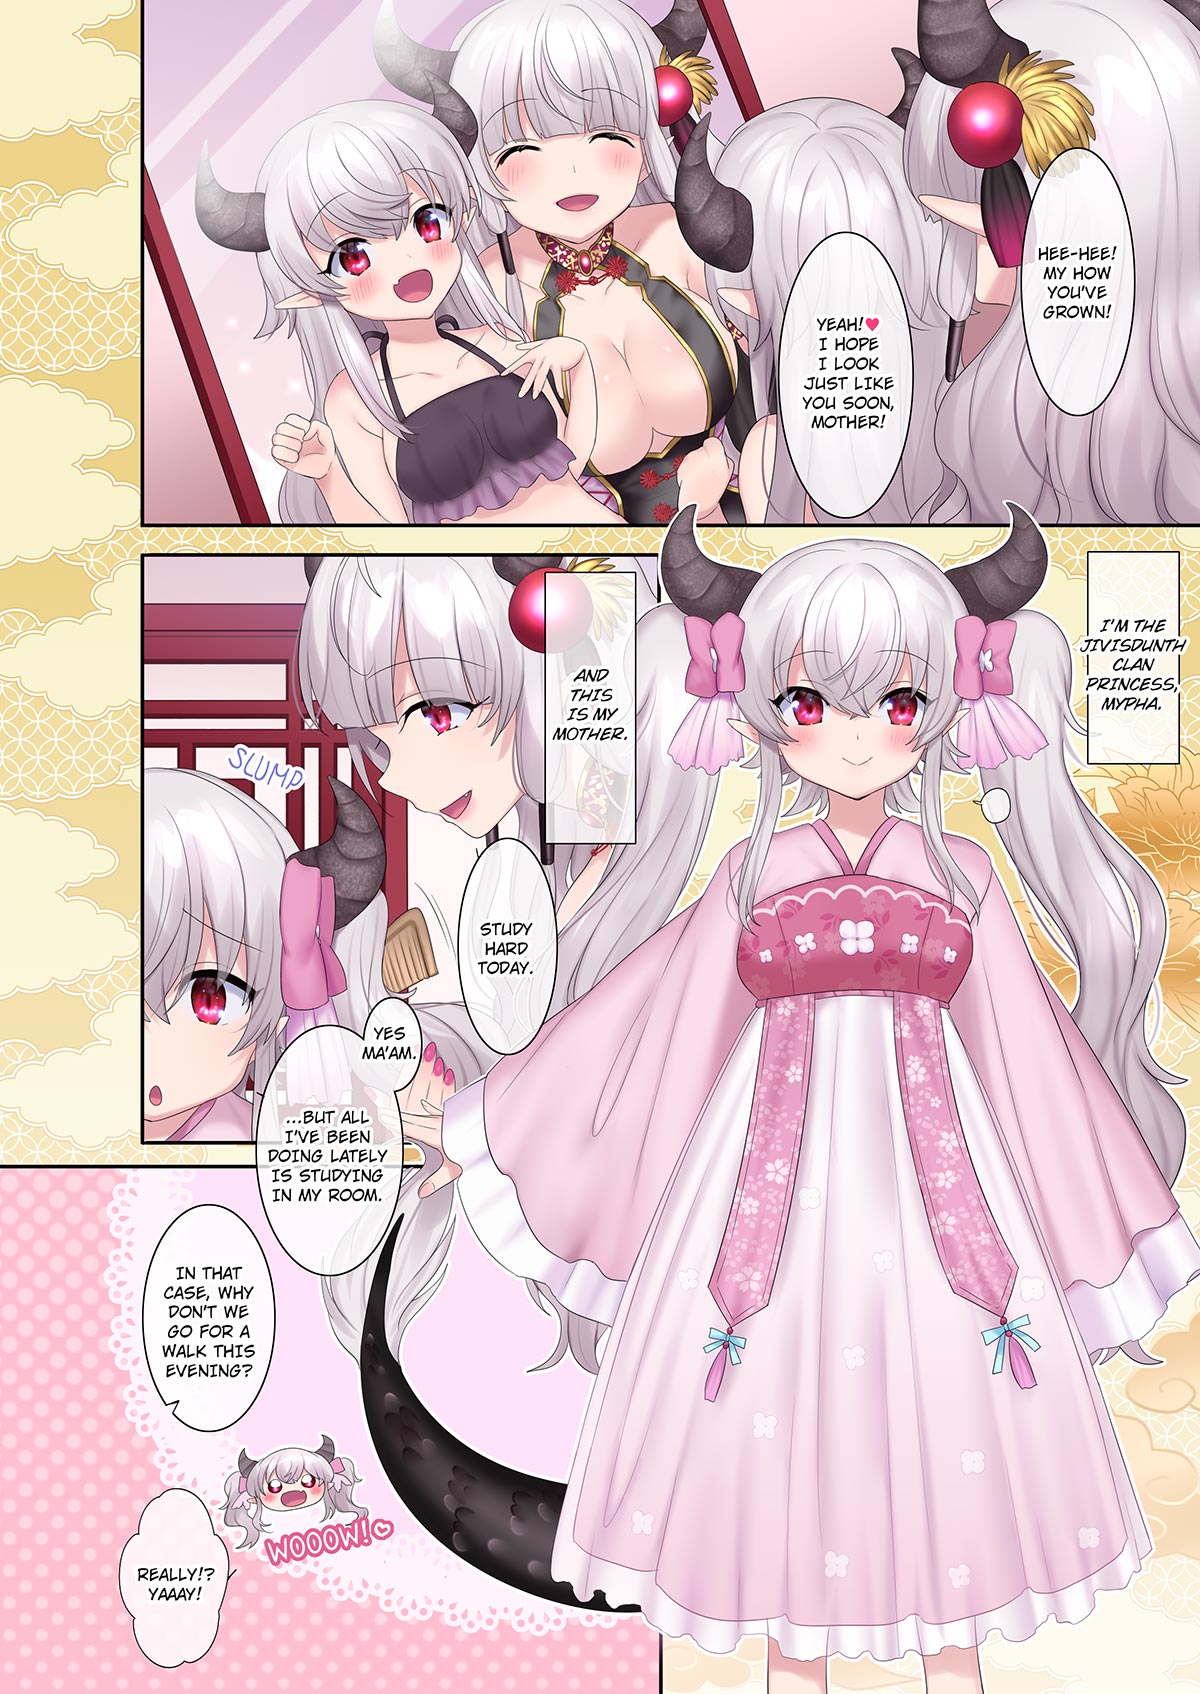 HEE-HEE!
MY HOW
YOU'VE
GROWN!
YEAH!♥
I HOPE
I LOOK
JUST LIKE
YOU SOON,
MOTHER!
I'M THE
JIVISDUNTH
CLAN
PRINCESS,
MYPHA.
AND
THIS
IS MY
MOTHER.
SLUMP
STUDY
HARD
TODAY.
YES
MA'AM.
...BUT ALL
I'VE BEEN
DOING LATELY
IS STUDYING
IN MY ROOM.
IN THAT
CASE, WHY
DON'T WE
GO FOR A
WALK THIS
EVENING?
WOOOW!♡
REALLY!?
YAAAY!